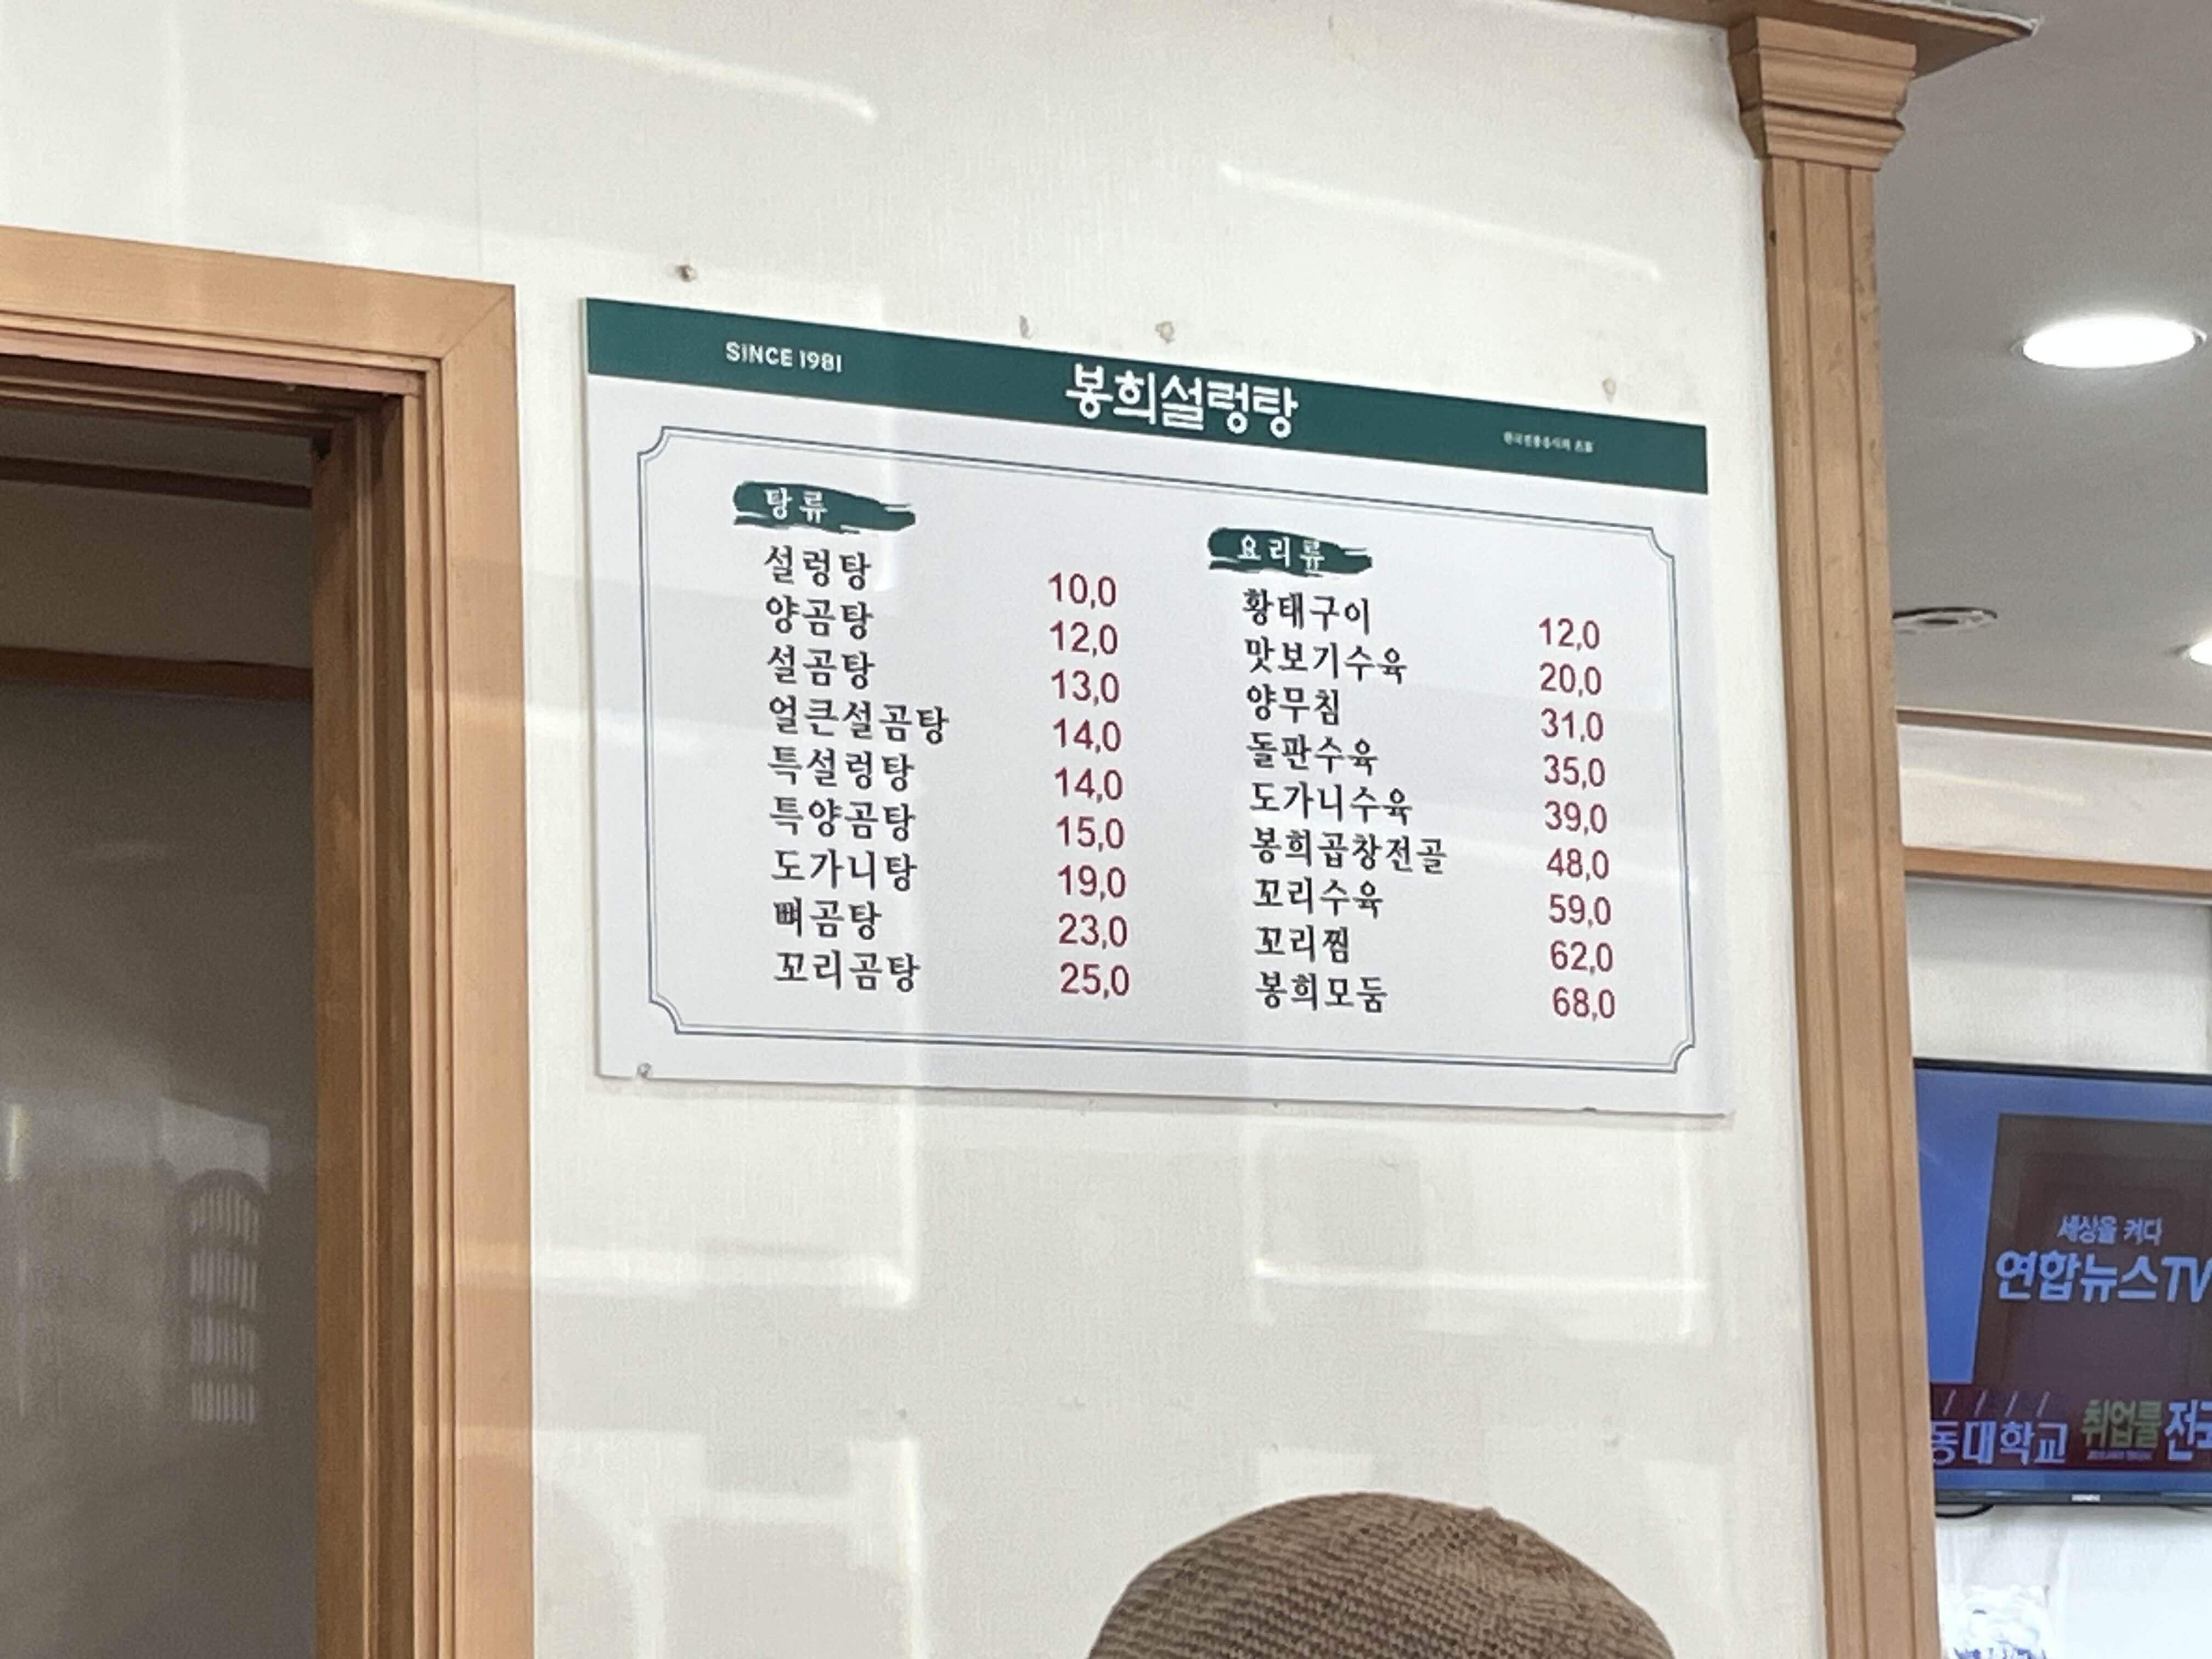 SINCE 1981
봉희설렁탕
탕류
설렁탕 10,0
양곰탕 12,0
설곰탕 13,0
얼큰설곰탕 14,0
특설렁탕 14,0
특양곰탕 15,0
도가니탕 19,0
뼈곰탕 23,0
꼬리곰탕 25,0
요리류
황태구이 12,0
맛보기수육 20,0
양무침 31,0
돌판수육 35,0
도가니수육 39,0
봉희곱창전골 48,0
꼬리수육 59,0
꼬리찜 62,0
봉희모둠 68,0
세상을 켜다
연합뉴스TV
동대학교 취업률